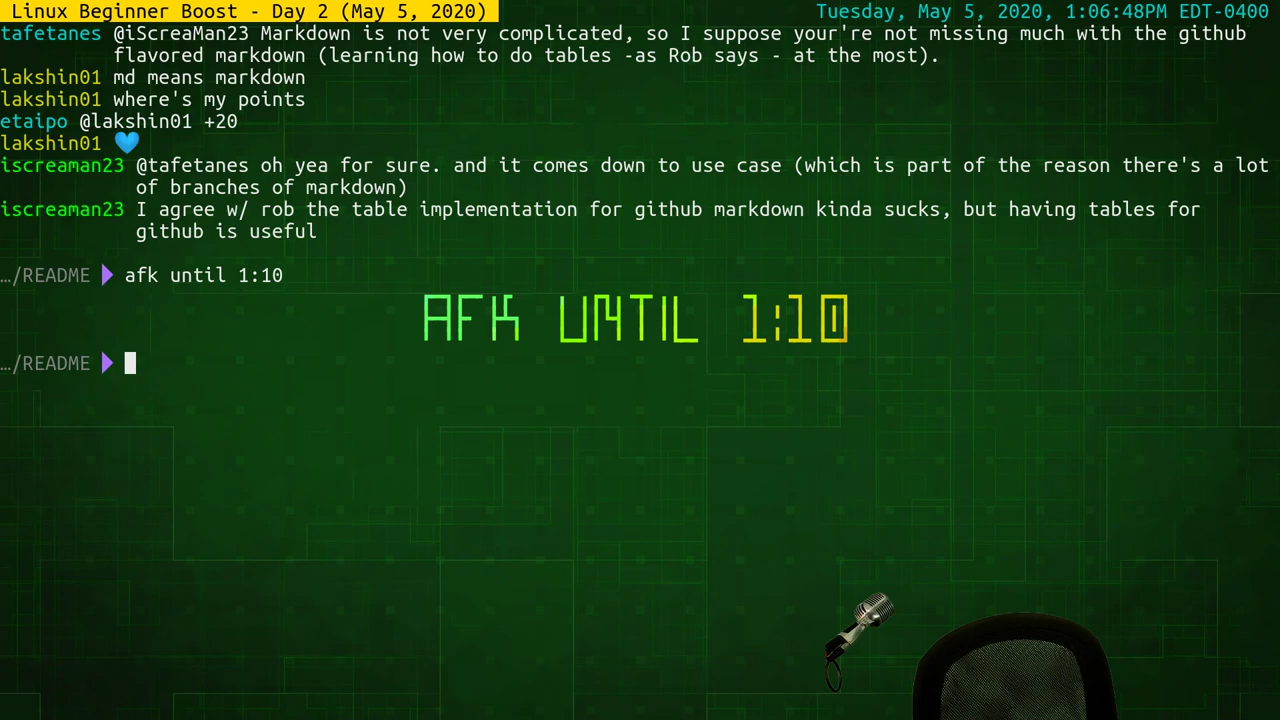 Linux Beginner Boost - Day 2 (May 5, 2020) Tuesday, May 5, 2020, 1:06:48PM EDT-0400
tafetanes @iScreaMan23 Markdown is not very complicated, so I suppose your're not missing much with the github
flavored markdown (learning how to do tables -as Rob says - at the most).
lakshin01 md means markdown
lakshin01 where's my points
etaipo @lakshin01 +20
lakshin01 💙
iscreaman23 @tafetanes oh yea for sure. and it comes down to use case (which is part of the reason there's a lot
of branches of markdown)
iscreaman23 I agree w/ rob the table implementation for github markdown kinda sucks, but having tables for
github is useful
…/README afk until 1:10
AFK UNTIL 1:10
…/README